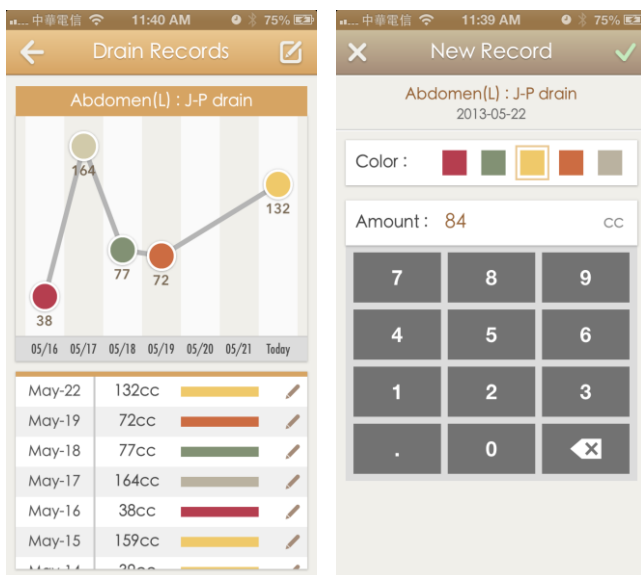 中華電信 11:40 AM 75%
Drain Records
Abdomen(L) : J-P drain
164
132
77
72
38
05/16 05/17 05/18 05/19 05/20 05/21 Today
May-22 132cc
May-19 72cc
May-18 77cc
May-17 164cc
May-16 38cc
May-15 159cc
中華電信 11:39 AM 75%
New Record
Abdomen(L) : J-P drain
2013-05-22
Color :
Amount : 84 cc
7 8 9
4 5 6
1 2 3
. 0